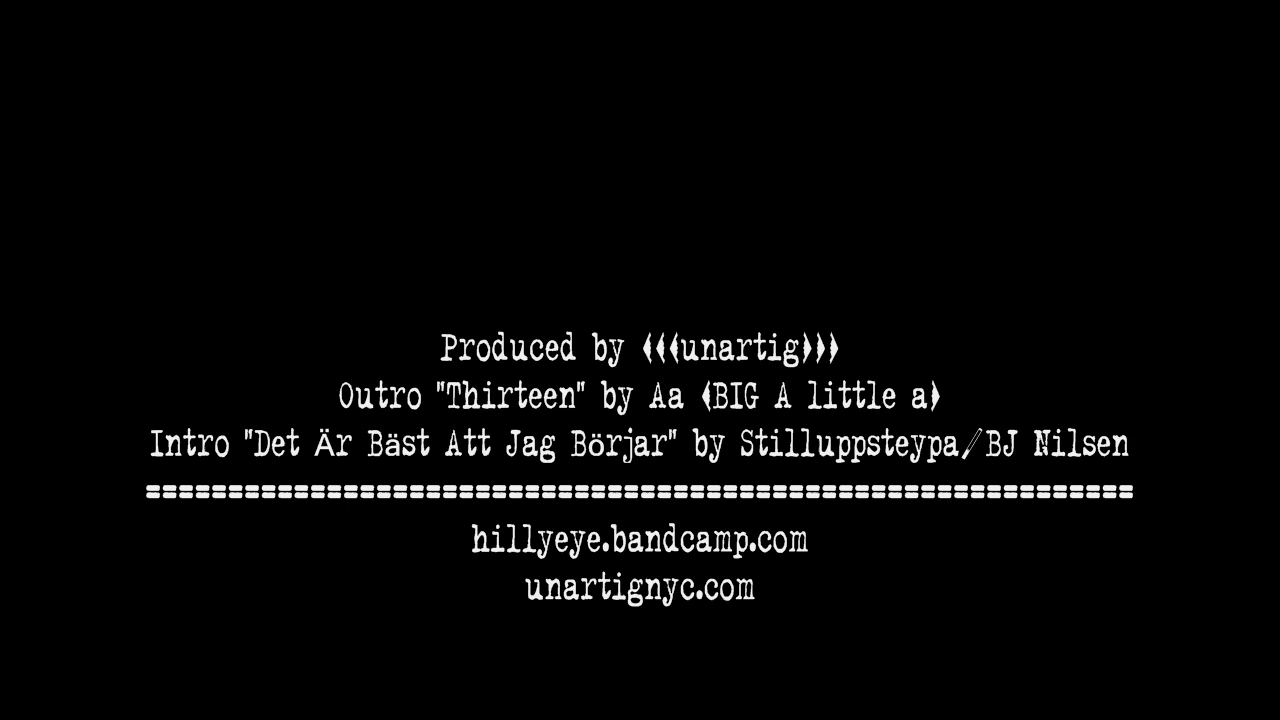 Produced by (((unartig)))
Outro "Thirteen" by Aa (BIG A little a)
Intro "Det Är Bäst Att Jag Börjar" by Stilluppsteypa/BJ Nilsen
============================================================
hillyeye.bandcamp.com
unartignyc.com